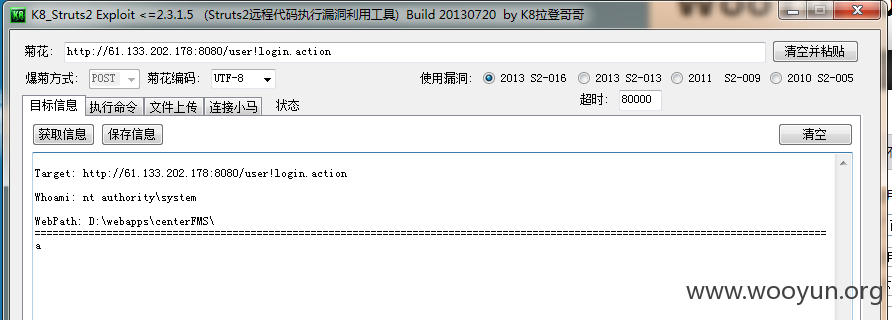 K8_Struts2 Exploit <=2.3.1.5 (Struts2远程代码执行漏洞利用工具) Build 20130720 by K8拉登哥哥
菊花: http://61.133.202.178:8080/user!login.action 清空并粘贴
爆菊方式: POST 菊花编码: UTF-8 使用漏洞: 2013 S2-016 2013 S2-013 2011 S2-009 2010 S2-005
超时: 80000
目标信息 执行命令 文件上传 连接小马 状态
获取信息 保存信息 清空
Target: http://61.133.202.178:8080/user!login.action
Whoami: nt authority\system
WebPath: D:\webapps\centerFMS\
a
www.wooyun.org